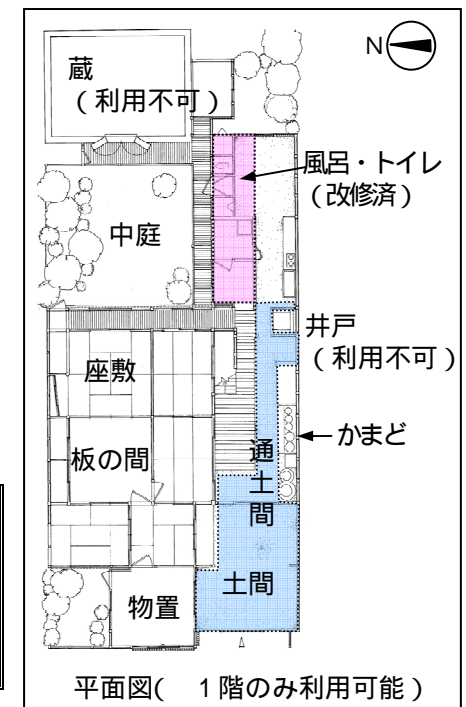 N
蔵
(利用不可)
風呂・トイレ
(改修済)
中庭
井戸
(利用不可)
座敷
かまど
板の間
通土間
土間
物置
平面図( 1階のみ利用可能)